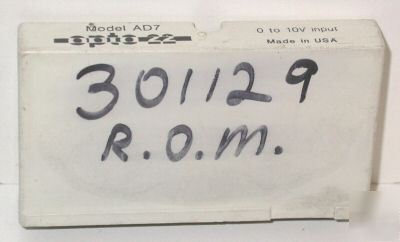 Model AD7
opto 22
0 to 10V input
Made in USA
301129
R.O.M.